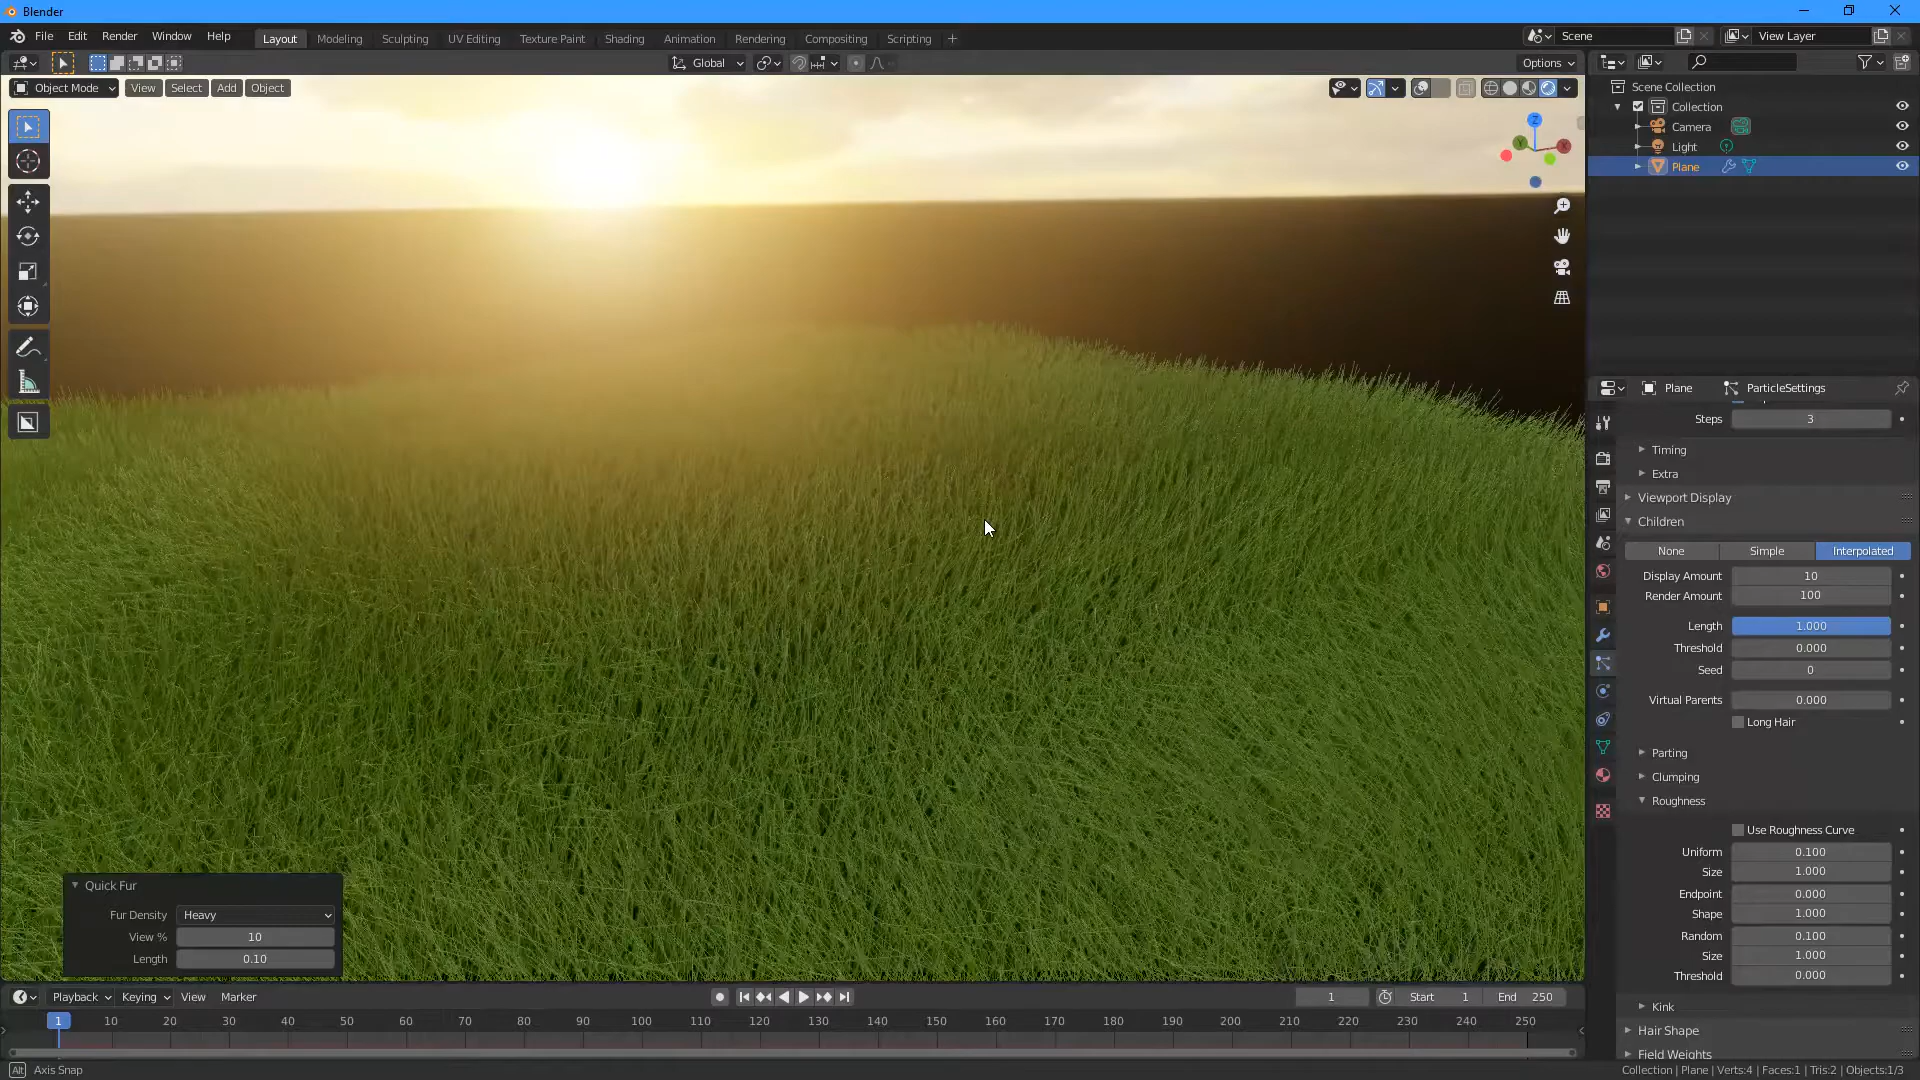 Blender
File Edit Render Window Help
Layout Modeling Sculpting UV Editing Texture Paint Shading Animation Rendering Compositing Scripting +
Scene
View Layer
Global
Options
Object Mode View Select Add Object
Z
Y
X
Scene Collection
Collection
Camera
Light
Plane
Plane ParticleSettings
Steps 3
Timing
Extra
Viewport Display
Children
None Simple Interpolated
Display Amount 10
Render Amount 100
Length 1.000
Threshold 0.000
Seed 0
Virtual Parents 0.000
Long Hair
Parting
Clumping
Roughness
Use Roughness Curve
Uniform 0.100
Size 1.000
Endpoint 0.000
Shape 1.000
Random 0.100
Size 1.000
Threshold 0.000
Kink
Hair Shape
Field Weights
Quick Fur
Fur Density Heavy
View % 10
Length 0.10
Playback Keying View Marker
1 Start 1 End 250
1 10 20 30 40 50 60 70 80 90 100 110 120 130 140 150 160 170 180 190 200 210 220 230 240 250
Alt Axis Snap
Collection | Plane | Verts:4 | Faces:1 | Tris:2 | Objects:1/3